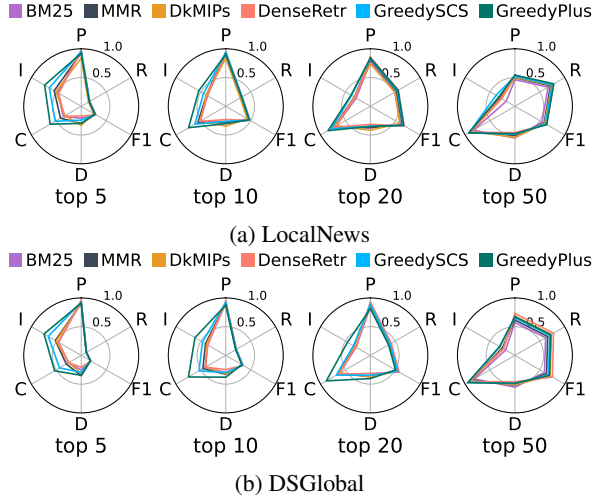 BM25 MMR DkMIPs DenseRetr GreedySCS GreedyPlus
P P P P
1.0 1.0 1.0 1.0
I R I R I R I R
0.5 0.5 0.5 0.5
C F1 C F1 C F1 C F1
D D D D
top 5 top 10 top 20 top 50
(a) LocalNews
BM25 MMR DkMIPs DenseRetr GreedySCS GreedyPlus
P P P P
1.0 1.0 1.0 1.0
I R I R I R I R
0.5 0.5 0.5 0.5
C F1 C F1 C F1 C F1
D D D D
top 5 top 10 top 20 top 50
(b) DSGlobal